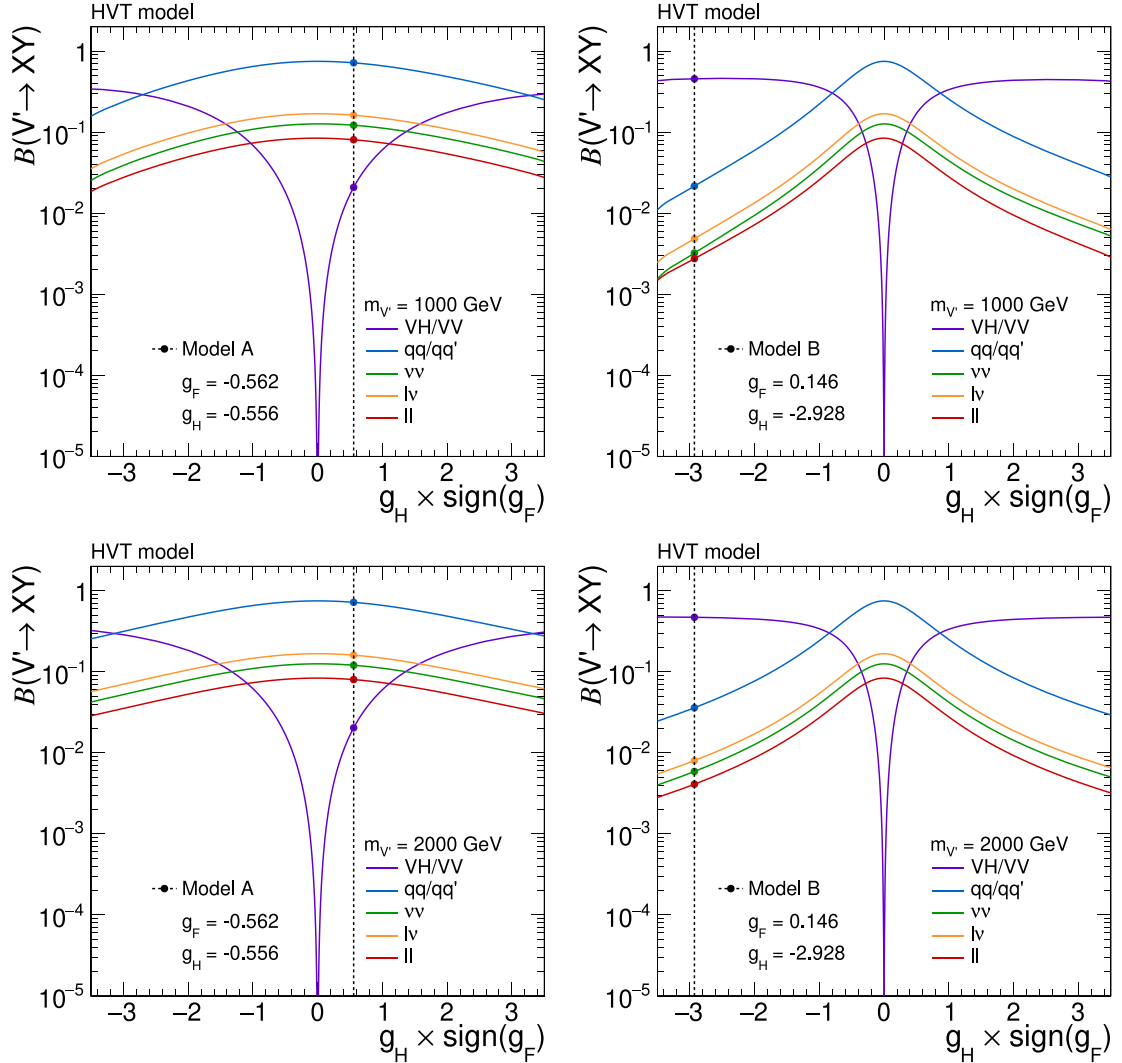 HVT model
B(V'→ XY)
1
10⁻¹
10⁻²
10⁻³
10⁻⁴
10⁻⁵
m_V' = 1000 GeV
VH/VV
qq/qq'
νν
lν
ll
Model A
g_F = -0.562
g_H = -0.556
−3 −2 −1 0 1 2 3
g_H × sign(g_F)
HVT model
B(V'→ XY)
1
10⁻¹
10⁻²
10⁻³
10⁻⁴
10⁻⁵
m_V' = 1000 GeV
VH/VV
qq/qq'
νν
lν
ll
Model B
g_F = 0.146
g_H = -2.928
−3 −2 −1 0 1 2 3
g_H × sign(g_F)
HVT model
B(V'→ XY)
1
10⁻¹
10⁻²
10⁻³
10⁻⁴
10⁻⁵
m_V' = 2000 GeV
VH/VV
qq/qq'
νν
lν
ll
Model A
g_F = -0.562
g_H = -0.556
−3 −2 −1 0 1 2 3
g_H × sign(g_F)
HVT model
B(V'→ XY)
1
10⁻¹
10⁻²
10⁻³
10⁻⁴
10⁻⁵
m_V' = 2000 GeV
VH/VV
qq/qq'
νν
lν
ll
Model B
g_F = 0.146
g_H = -2.928
−3 −2 −1 0 1 2 3
g_H × sign(g_F)